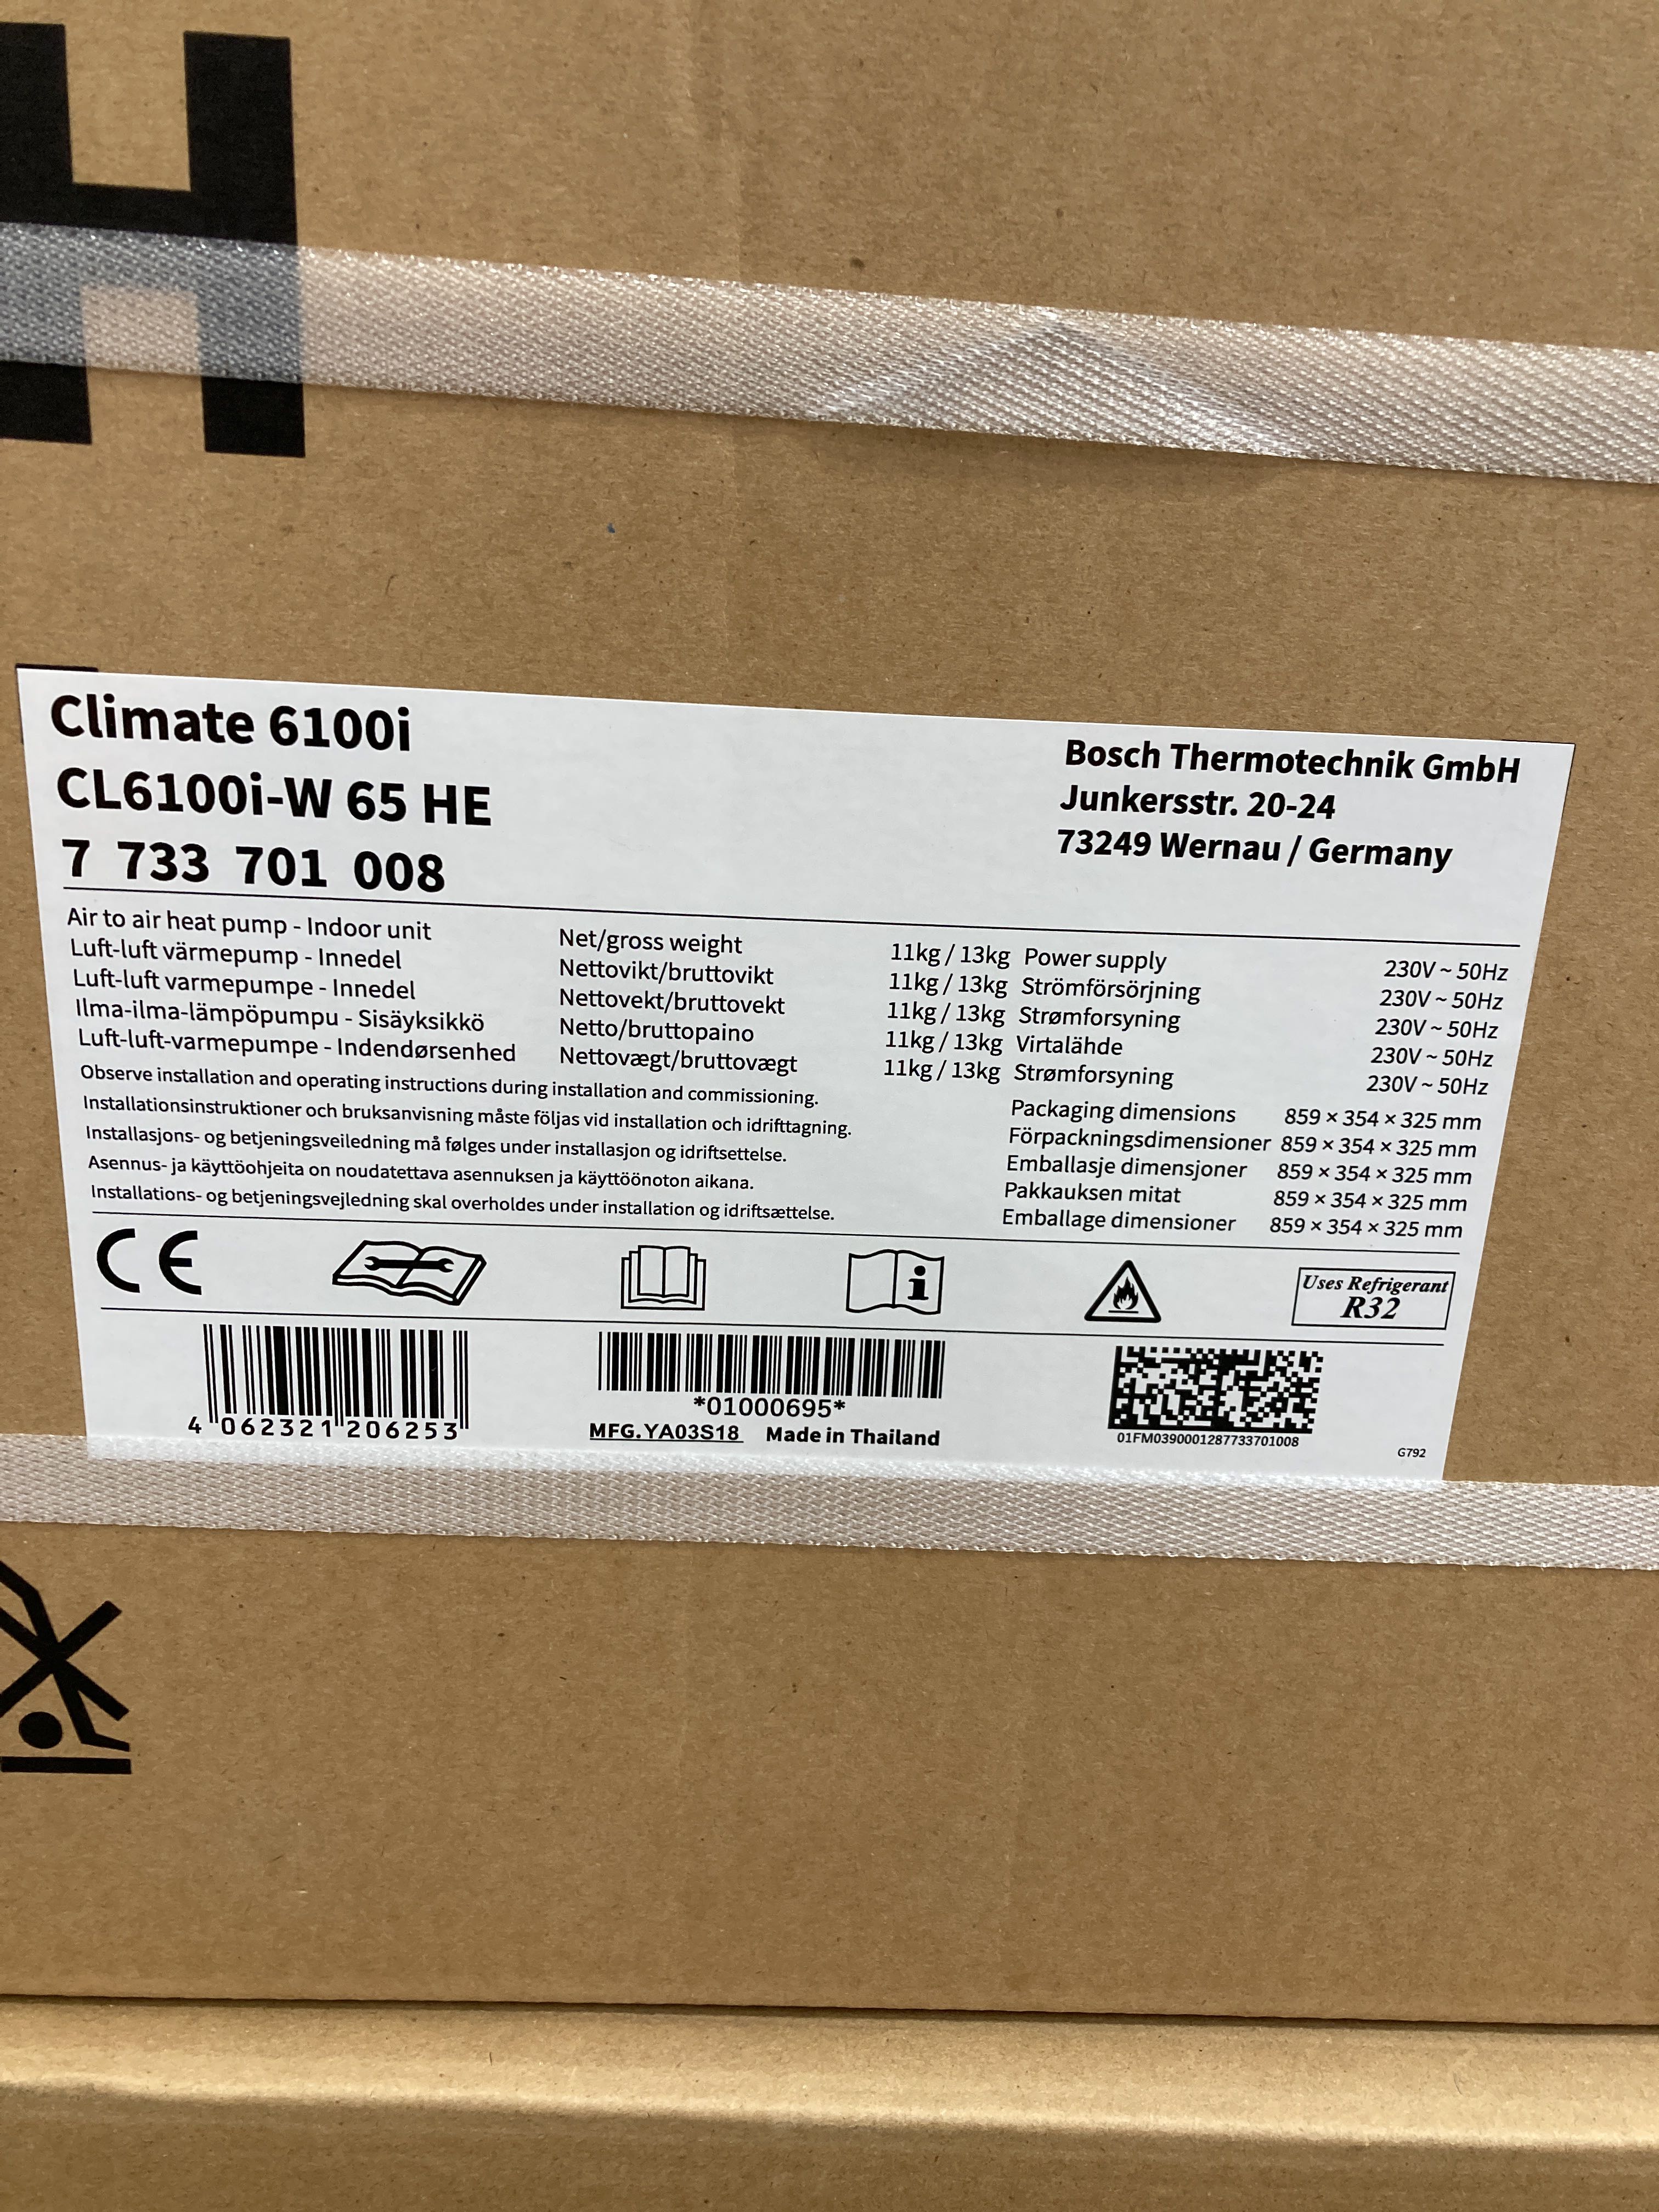 H
Climate 6100i
CL6100i-W 65 HE
7 733 701 008
Bosch Thermotechnik GmbH
Junkersstr. 20-24
73249 Wernau / Germany
Air to air heat pump - Indoor unit
Luft-luft värmepump - Innedel
Luft-luft varmepumpe - Innedel
Ilma-ilma-lämpöpumpu - Sisäyksikkö
Luft-luft-varmepumpe - Indendørsenhed
Net/gross weight 11kg / 13kg
Nettovikt/bruttovikt 11kg / 13kg
Nettovekt/bruttovekt 11kg / 13kg
Netto/bruttopaino 11kg / 13kg
Nettovægt/bruttovægt 11kg / 13kg
Power supply 230V ~ 50Hz
Strömförsörjning 230V ~ 50Hz
Strømforsyning 230V ~ 50Hz
Virtalähde 230V ~ 50Hz
Strømforsyning 230V ~ 50Hz
Observe installation and operating instructions during installation and commissioning.
Installationsinstruktioner och bruksanvisning måste följas vid installation och idrifttagning.
Installasjons- og betjeningsveiledning må følges under installasjon og idriftsettelse.
Asennus- ja käyttöohjeita on noudatettava asennuksen ja käyttöönoton aikana.
Installations- og betjeningsvejledning skal overholdes under installation og idriftsættelse.
Packaging dimensions 859 × 354 × 325 mm
Förpackningsdimensioner 859 × 354 × 325 mm
Emballasje dimensjoner 859 × 354 × 325 mm
Pakkauksen mitat 859 × 354 × 325 mm
Emballage dimensioner 859 × 354 × 325 mm
CE
i
Uses Refrigerant
R32
4 062321 206253
*01000695*
MFG.YA03S18 Made in Thailand
01FM0390001287733701008
G792